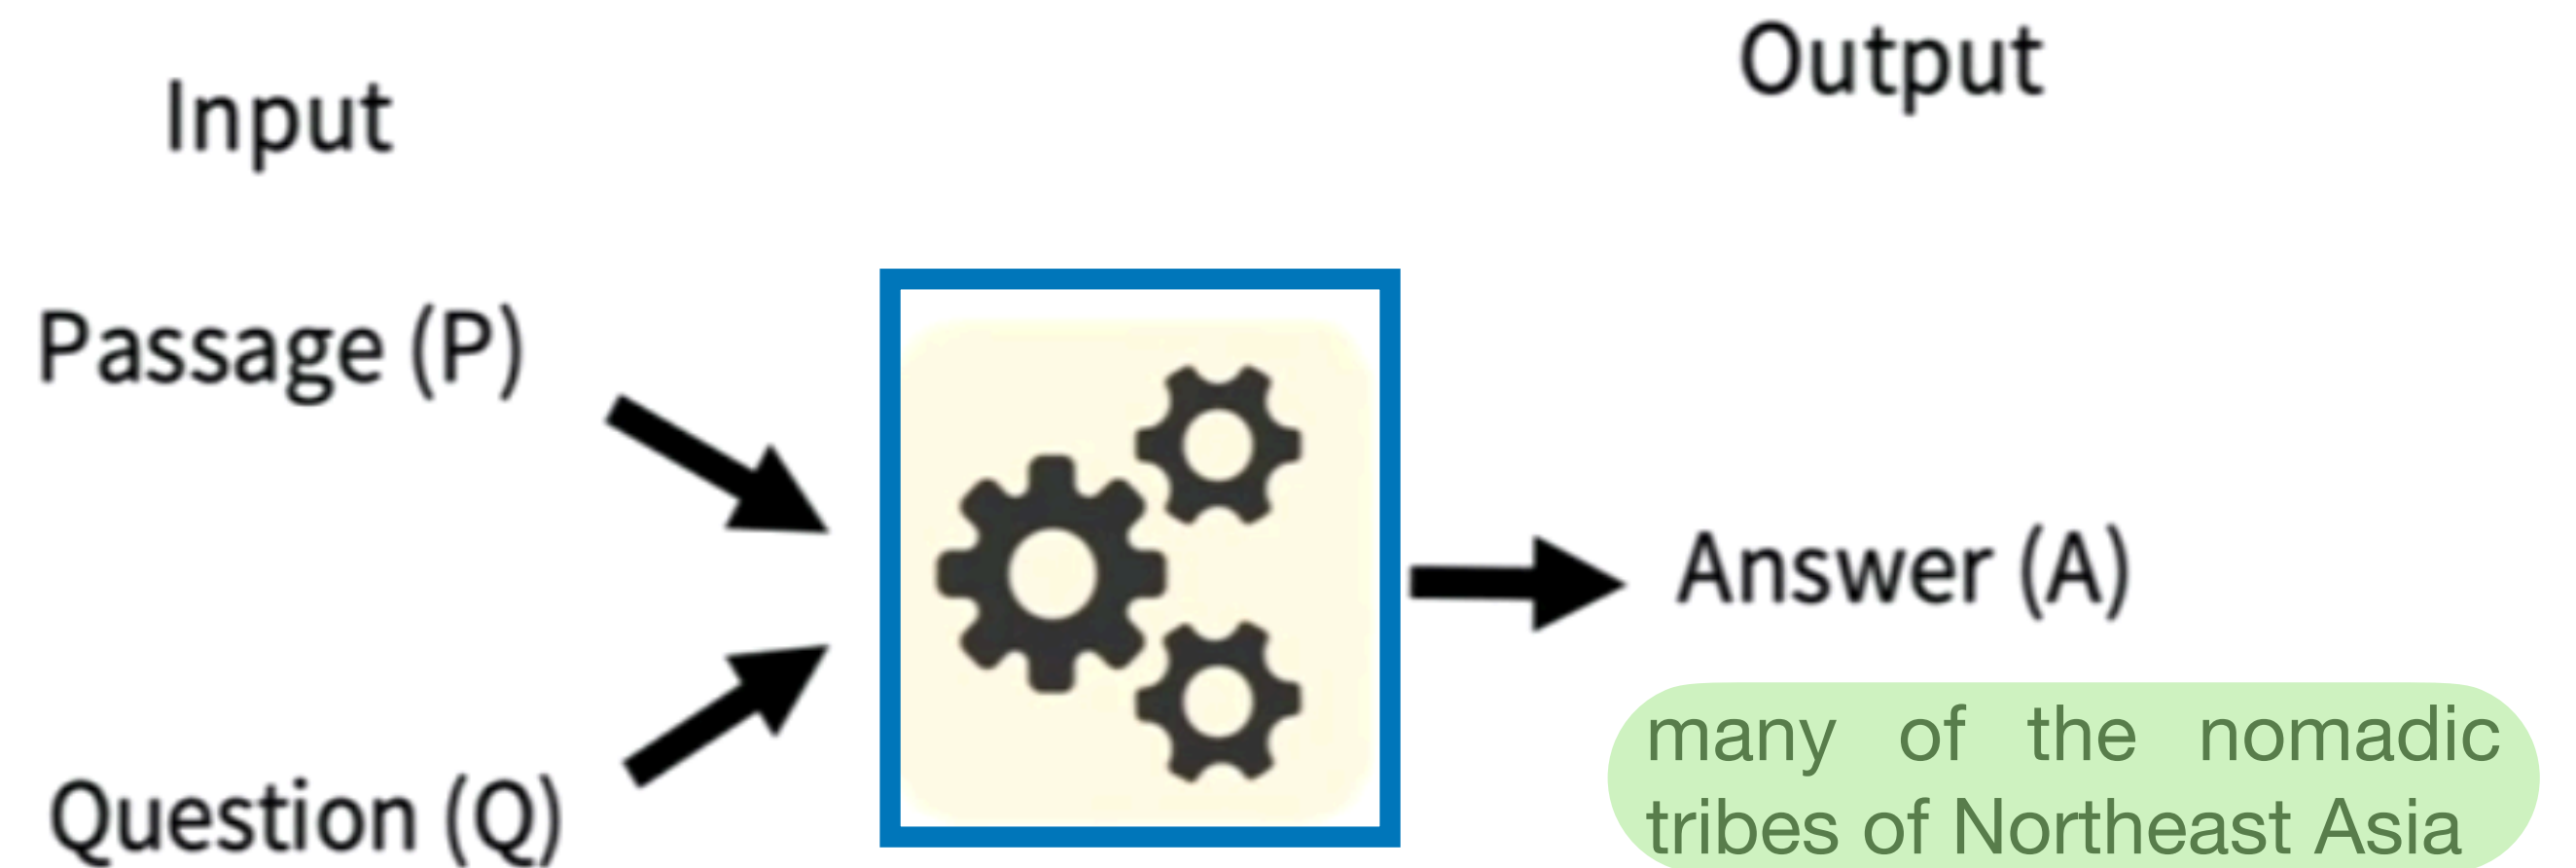 Input
Output
Passage (P)
Question (Q)
Answer (A)
many of the nomadic
tribes of Northeast Asia